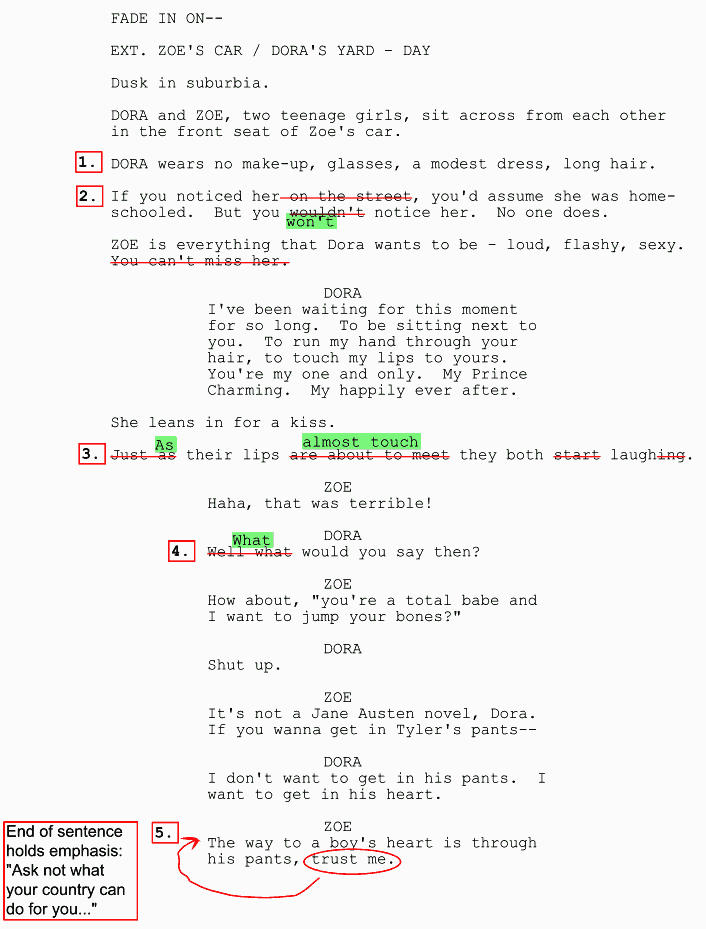 FADE IN ON--
EXT. ZOE'S CAR / DORA'S YARD - DAY
Dusk in suburbia.
DORA and ZOE, two teenage girls, sit across from each other
in the front seat of Zoe's car.
1. DORA wears no make-up, glasses, a modest dress, long hair.
2. If you noticed her on the street, you'd assume she was home-
schooled.  But you wouldn't notice her.  No one does.
won't
ZOE is everything that Dora wants to be - loud, flashy, sexy.
You can't miss her.
DORA
I've been waiting for this moment
for so long.  To be sitting next to
you.  To run my hand through your
hair, to touch my lips to yours.
You're my one and only.  My Prince
Charming.  My happily ever after.
She leans in for a kiss.
As almost touch
3. Just as their lips are about to meet they both start laughing.
ZOE
Haha, that was terrible!
DORA
What
4. Well what would you say then?
ZOE
How about, "you're a total babe and
I want to jump your bones?"
DORA
Shut up.
ZOE
It's not a Jane Austen novel, Dora.
If you wanna get in Tyler's pants--
DORA
I don't want to get in his pants.  I
want to get in his heart.
ZOE
5. The way to a boy's heart is through
his pants, trust me.
End of sentence
holds emphasis:
"Ask not what
your country can
do for you..."